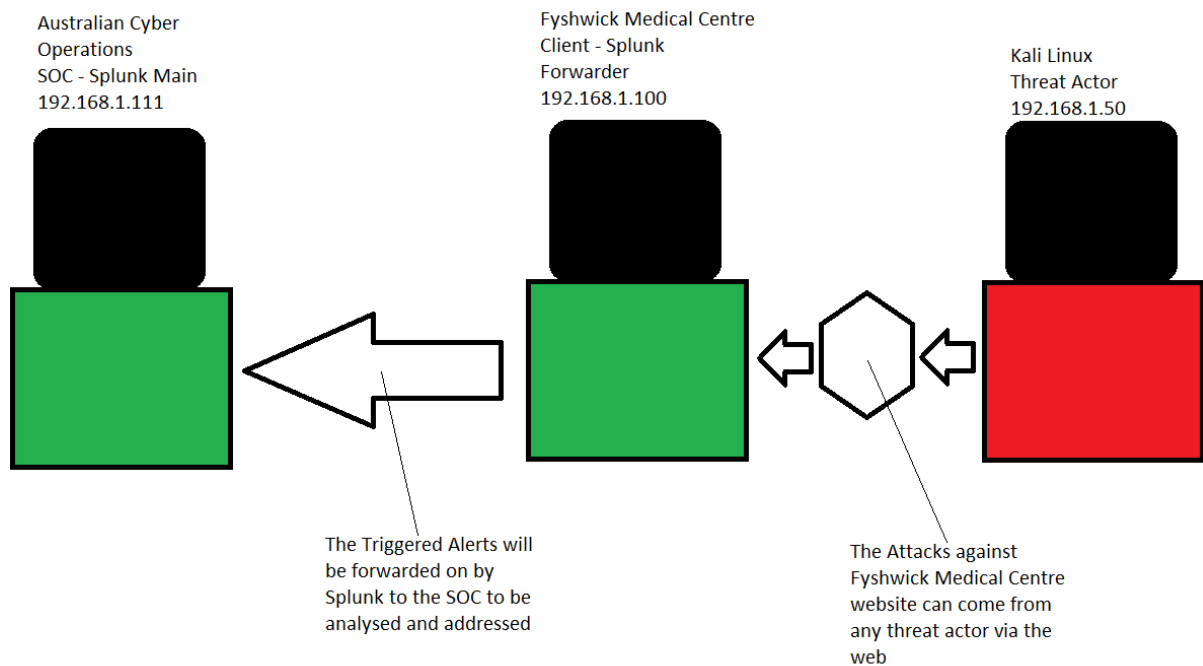 Australian Cyber
Operations
SOC - Splunk Main
192.168.1.111
Fyshwick Medical Centre
Client - Splunk
Forwarder
192.168.1.100
Kali Linux
Threat Actor
192.168.1.50
The Triggered Alerts will
be forwarded on by
Splunk to the SOC to be
analysed and addressed
The Attacks against
Fyshwick Medical Centre
website can come from
any threat actor via the
web